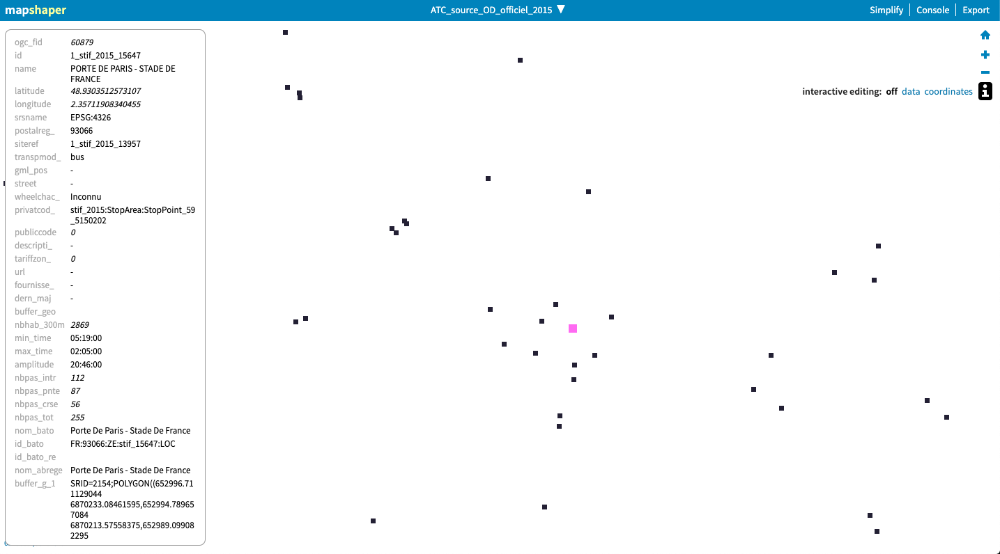 mapshaper
ATC_source_OD_officiel_2015 ▼
Simplify | Console | Export
interactive editing: off data coordinates
ogc_fid 60879
id 1_stif_2015_15647
name PORTE DE PARIS - STADE DE
FRANCE
latitude 48.9303512573107
longitude 2.35711908340455
srsname EPSG:4326
postalreg_ 93066
siteref 1_stif_2015_13957
transpmod_ bus
gml_pos -
street -
wheelchac_ Inconnu
privatcod_ stif_2015:StopArea:StopPoint_59
_5150202
publiccode 0
descripti_ -
tariffzon_ 0
url -
fournisse_ -
dern_maj -
buffer_geo
nbhab_300m 2869
min_time 05:19:00
max_time 02:05:00
amplitude 20:46:00
nbpas_intr 112
nbpas_pnte 87
nbpas_crse 56
nbpas_tot 255
nom_bato Porte De Paris - Stade De France
id_bato FR:93066:ZE:stif_15647:LOC
id_bato_re
nom_abrege Porte De Paris - Stade De France
buffer_g_1 SRID=2154;POLYGON((652996.71
1129044
6870233.08461595,652994.78965
7084
6870213.57558375,652989.09908
2295